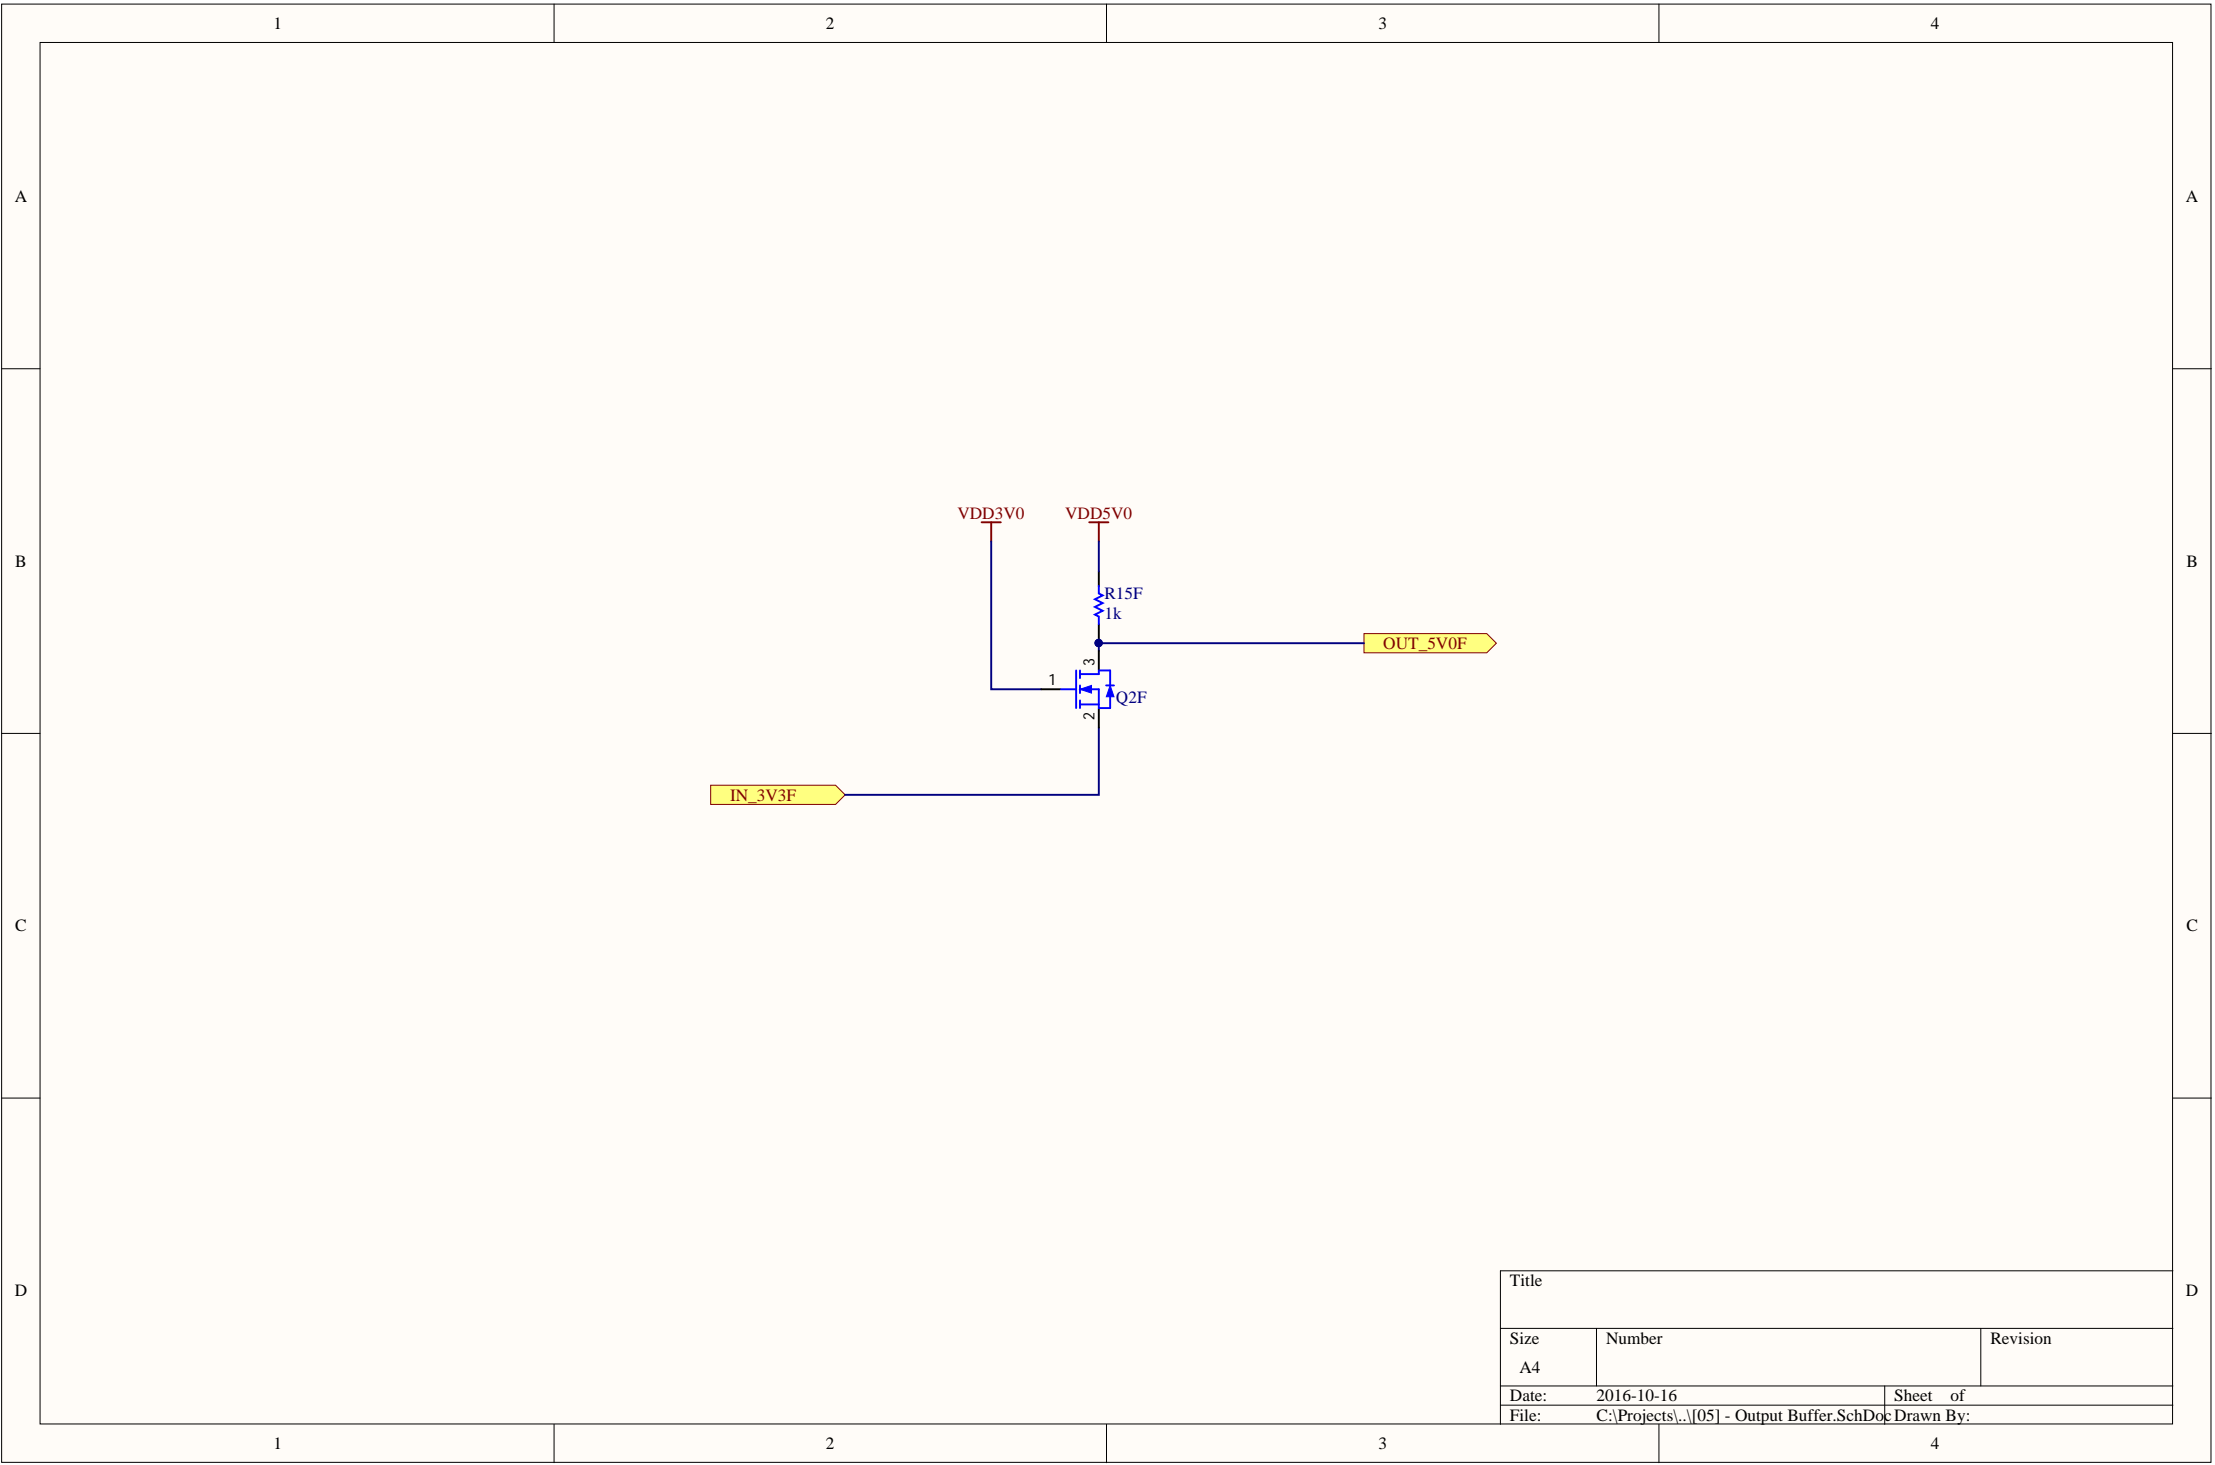 1 2 3 4
A A
VDD3V0 VDD5V0
B B
R15F
1k
OUT_5V0F
3
1
Q2F
2
IN_3V3F
C C
D D
Title
Size Number Revision
A4
Date: 2016-10-16 Sheet of
File: C:\Projects\..\[05] - Output Buffer.SchDoc Drawn By:
1 2 3 4